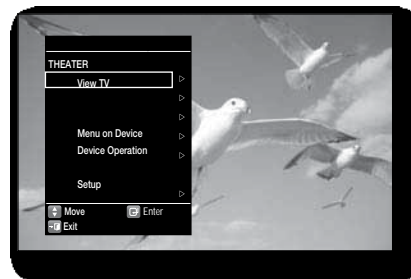 THEATER
View TV
Menu on Device
Device Operation
Setup
Move Enter
Exit